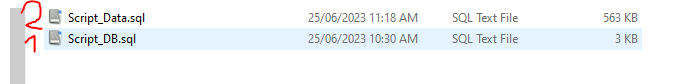 2 Script_Data.sql 25/06/2023 11:18 AM SQL Text File 563 KB
1 Script_DB.sql 25/06/2023 10:30 AM SQL Text File 3 KB